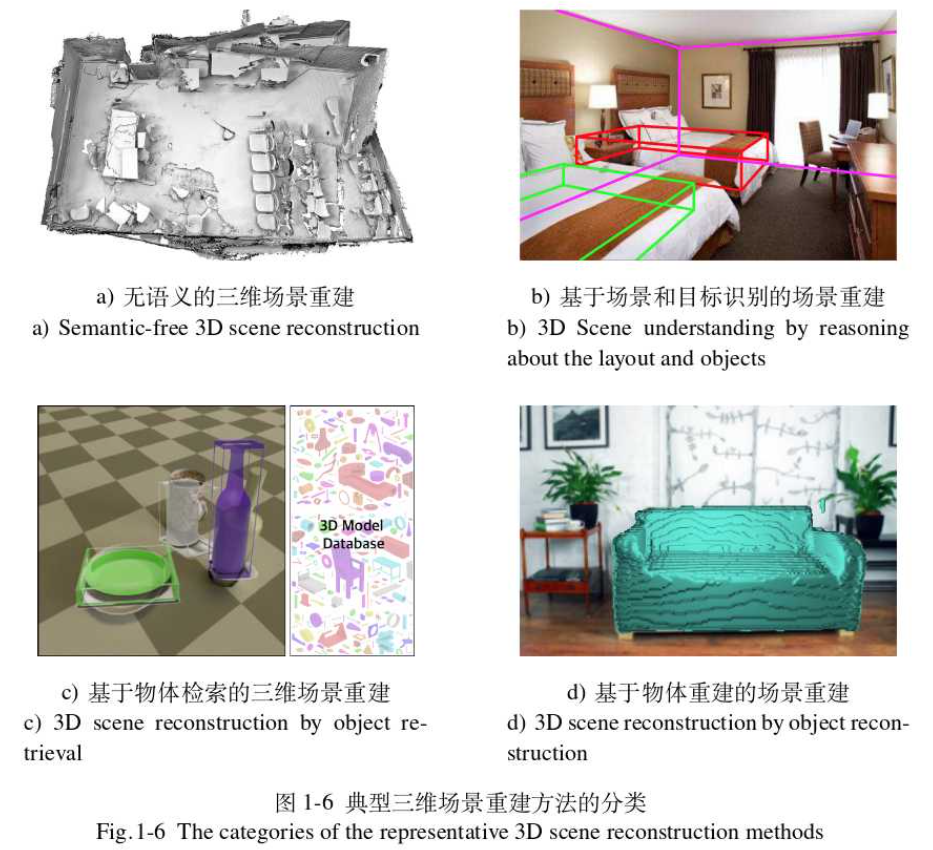 a) 无语义的三维场景重建
a) Semantic-free 3D scene reconstruction
b) 基于场景和目标识别的场景重建
b) 3D Scene understanding by reasoning
about the layout and objects
3D Model
Database
c) 基于物体检索的三维场景重建
c) 3D scene reconstruction by object re-
trieval
d) 基于物体重建的场景重建
d) 3D scene reconstruction by object recon-
struction
图 1-6 典型三维场景重建方法的分类
Fig.1-6 The categories of the representative 3D scene reconstruction methods